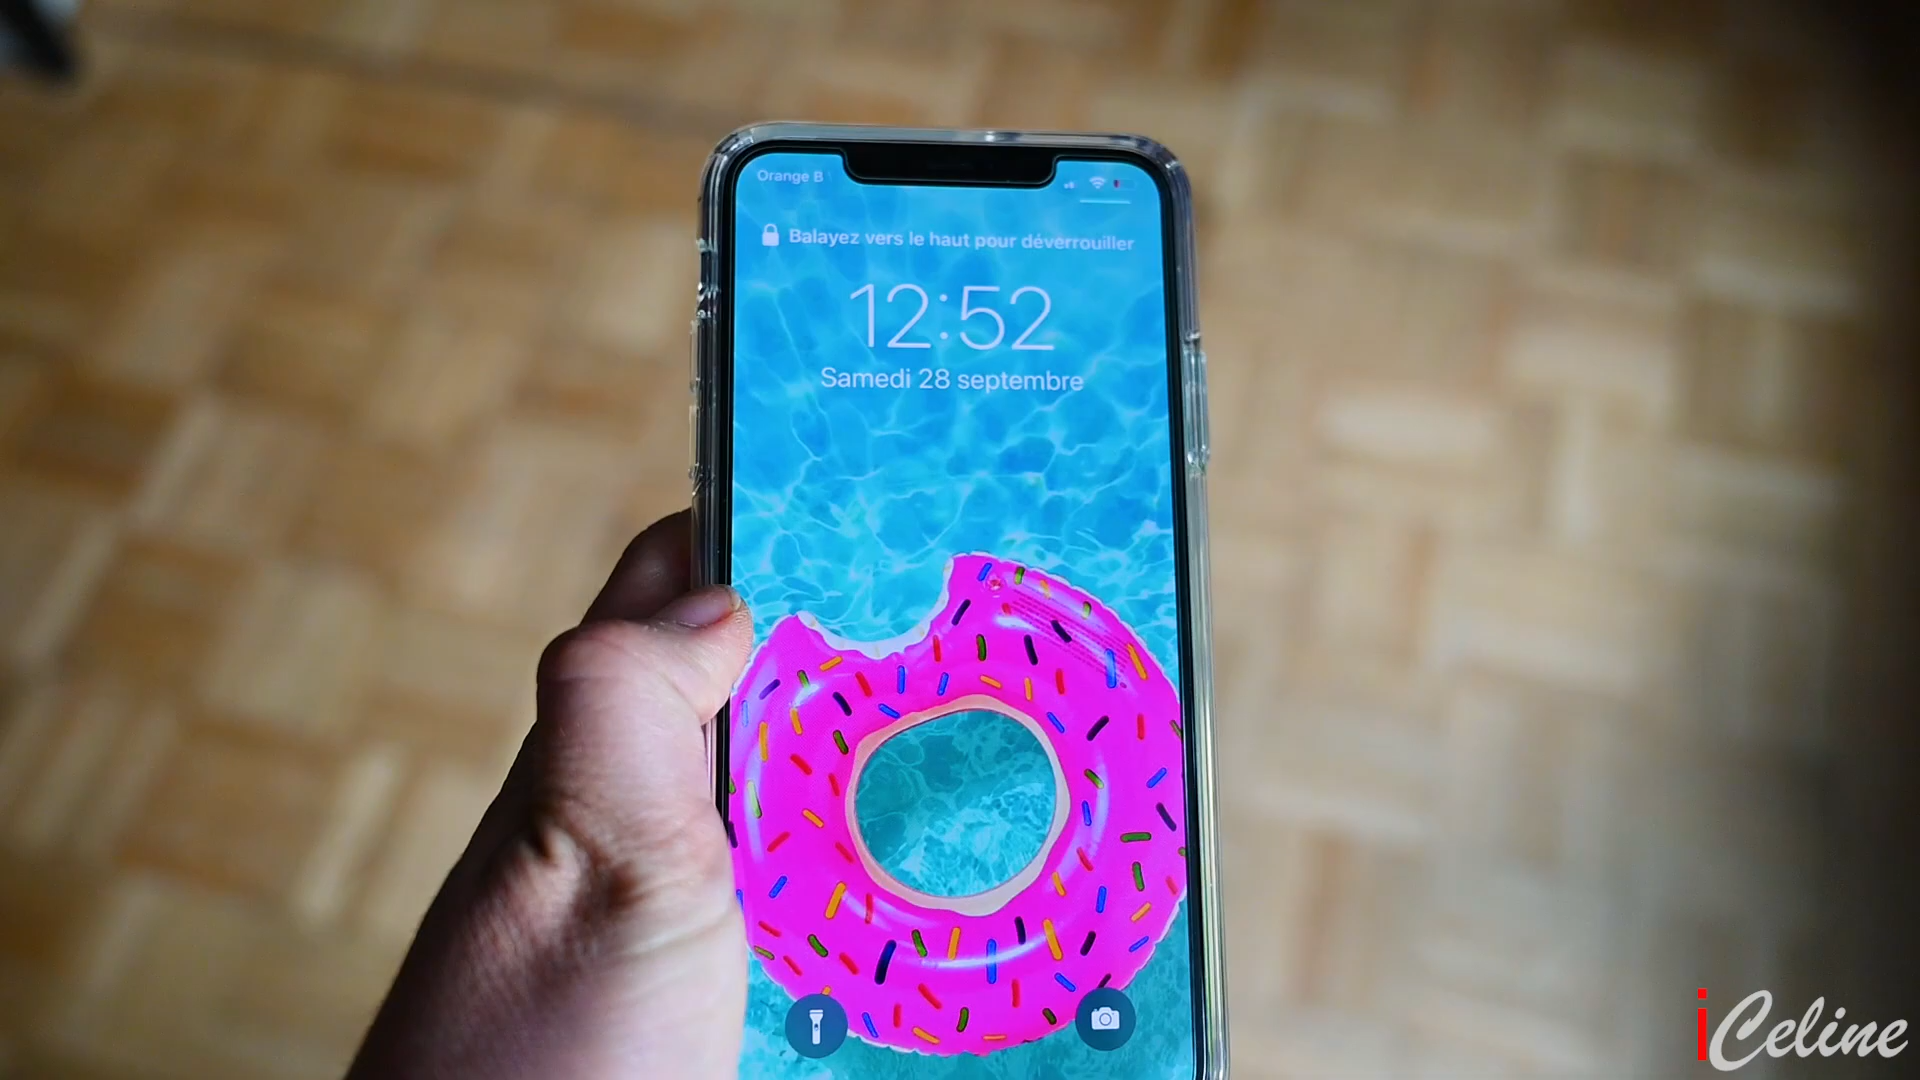 Orange B
Balayez vers le haut pour déverrouiller
12:52
Samedi 28 septembre
iCeline